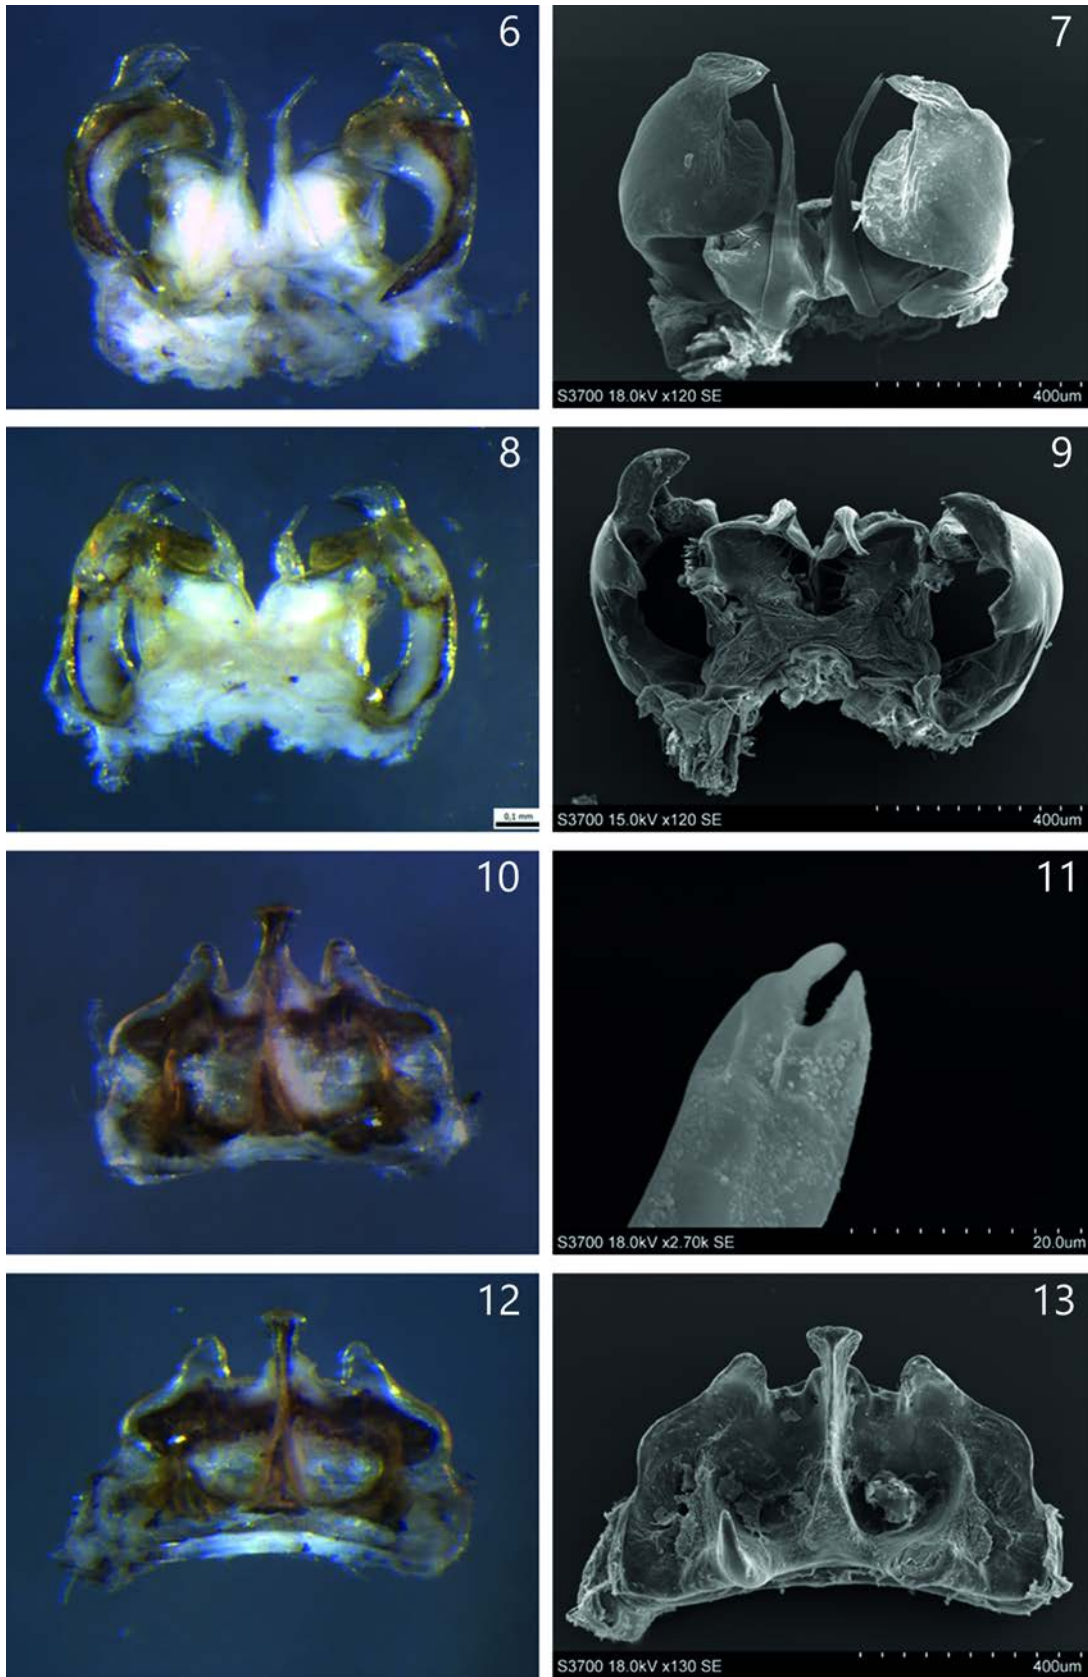 6
7
S3700 18.0kV x120 SE
400um
8
0,1 mm
9
S3700 15.0kV x120 SE
400um
10
11
S3700 18.0kV x2.70k SE
20.0um
12
13
S3700 18.0kV x130 SE
400um